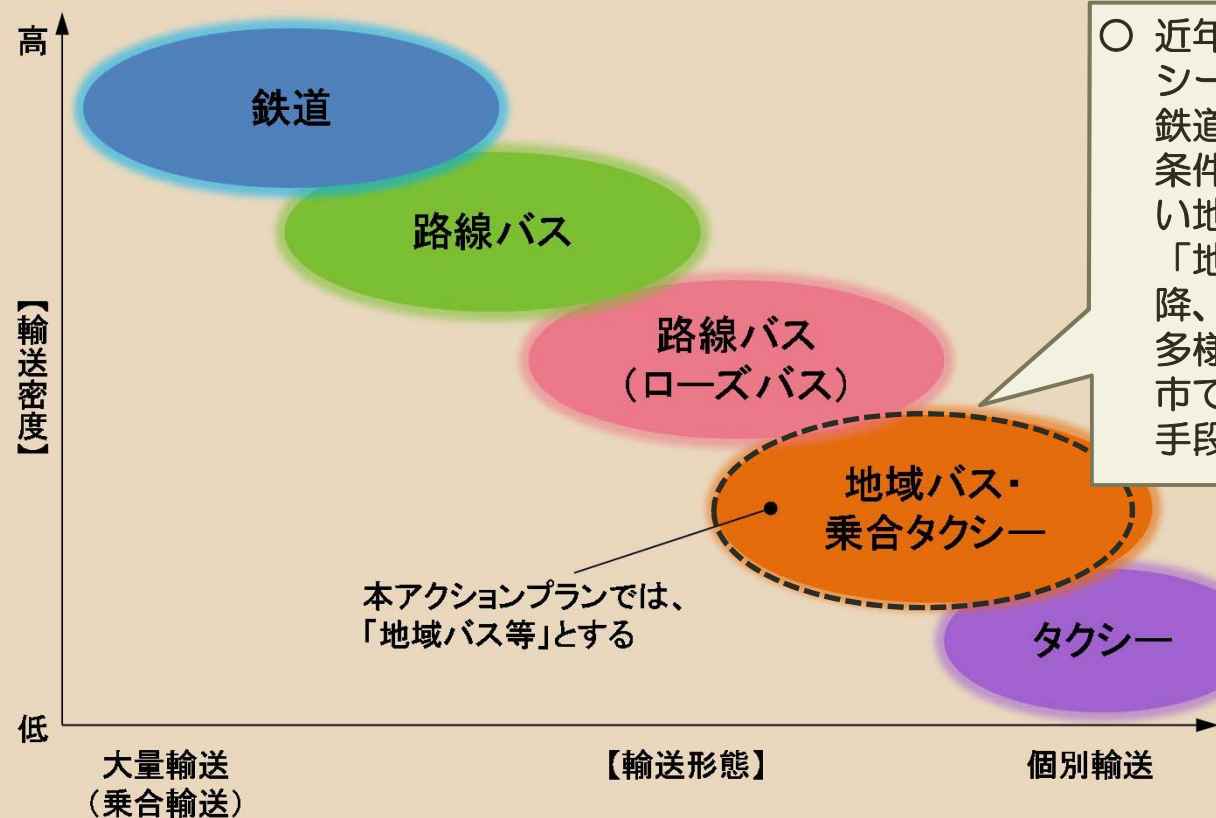 高
鉄道
路線バス
路線バス
(ローズバス)
地域バス・
乗合タクシー
タクシー
本アクションプランでは、
「地域バス等」とする
【輸送密度】
低
大量輸送
(乗合輸送)
【輸送形態】
個別輸送
○ 近年
シー
鉄道
条件
い地
「地
降、
多様
市て
手段